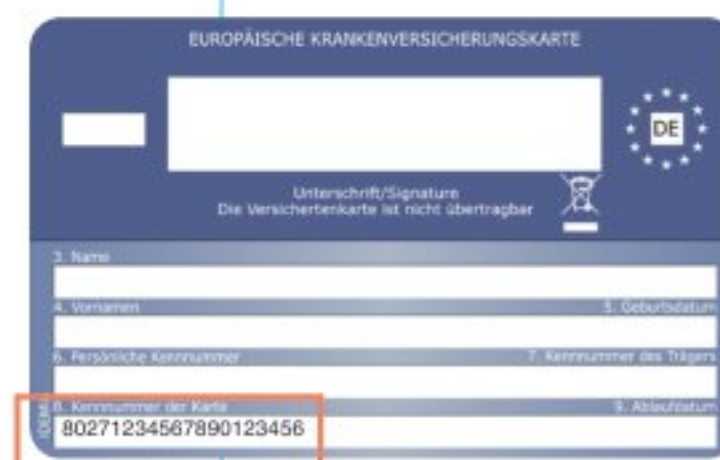 EUROPÄISCHE KRANKENVERSICHERUNGSKARTE
DE
Unterschrift/Signature
Die Versichertenkarte ist nicht übertragbar
3. Name
4. Vornamen 5. Geburtsdatum
6. Persönliche Kennnummer 7. Kennnummer des Trägers
8. Kennnummer der Karte 9. Ablaufdatum
80271234567890123456